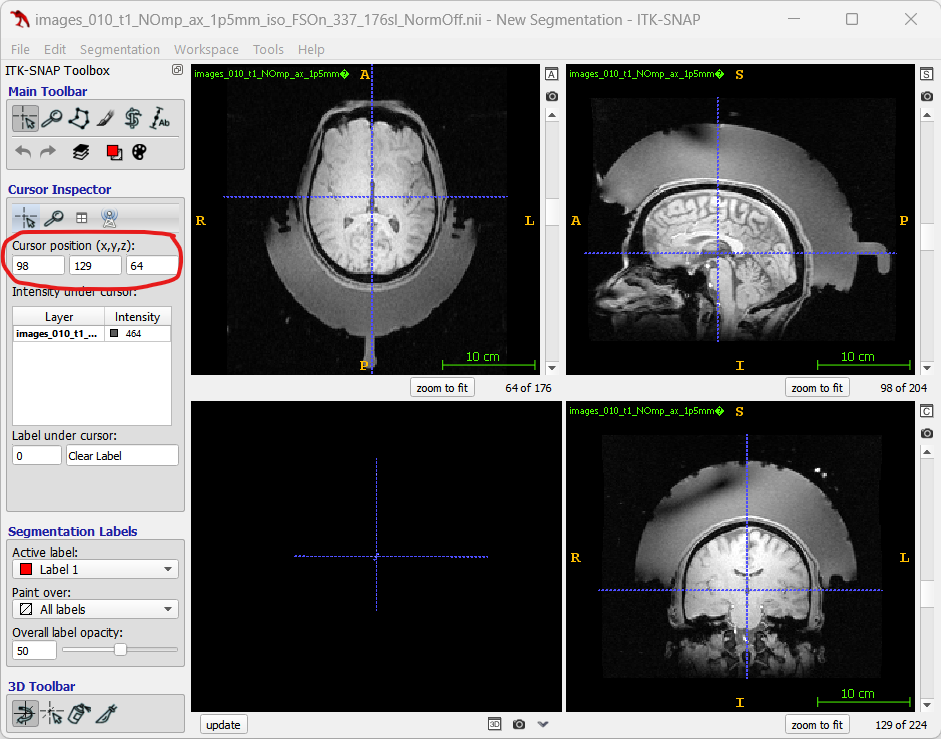 images_010_t1_NOmp_ax_1p5mm_iso_FSOn_337_176sl_NormOff.nii - New Segmentation - ITK-SNAP
File Edit Segmentation Workspace Tools Help
ITK-SNAP Toolbox
Main Toolbar
Ab
Cursor Inspector
Cursor position (x,y,z):
98 129 64
Intensity under cursor:
Layer Intensity
images_010_t1_... 464
Label under cursor:
0 Clear Label
Segmentation Labels
Active label:
Label 1
Paint over:
All labels
Overall label opacity:
50
3D Toolbar
images_010_t1_NOmp_ax_1p5mm�
A
A
R
L
P
10 cm
zoom to fit 64 of 176
images_010_t1_NOmp_ax_1p5mm�
S
S
A
P
I
10 cm
zoom to fit 98 of 204
update
3D
images_010_t1_NOmp_ax_1p5mm�
S
C
R
L
I
10 cm
zoom to fit 129 of 224